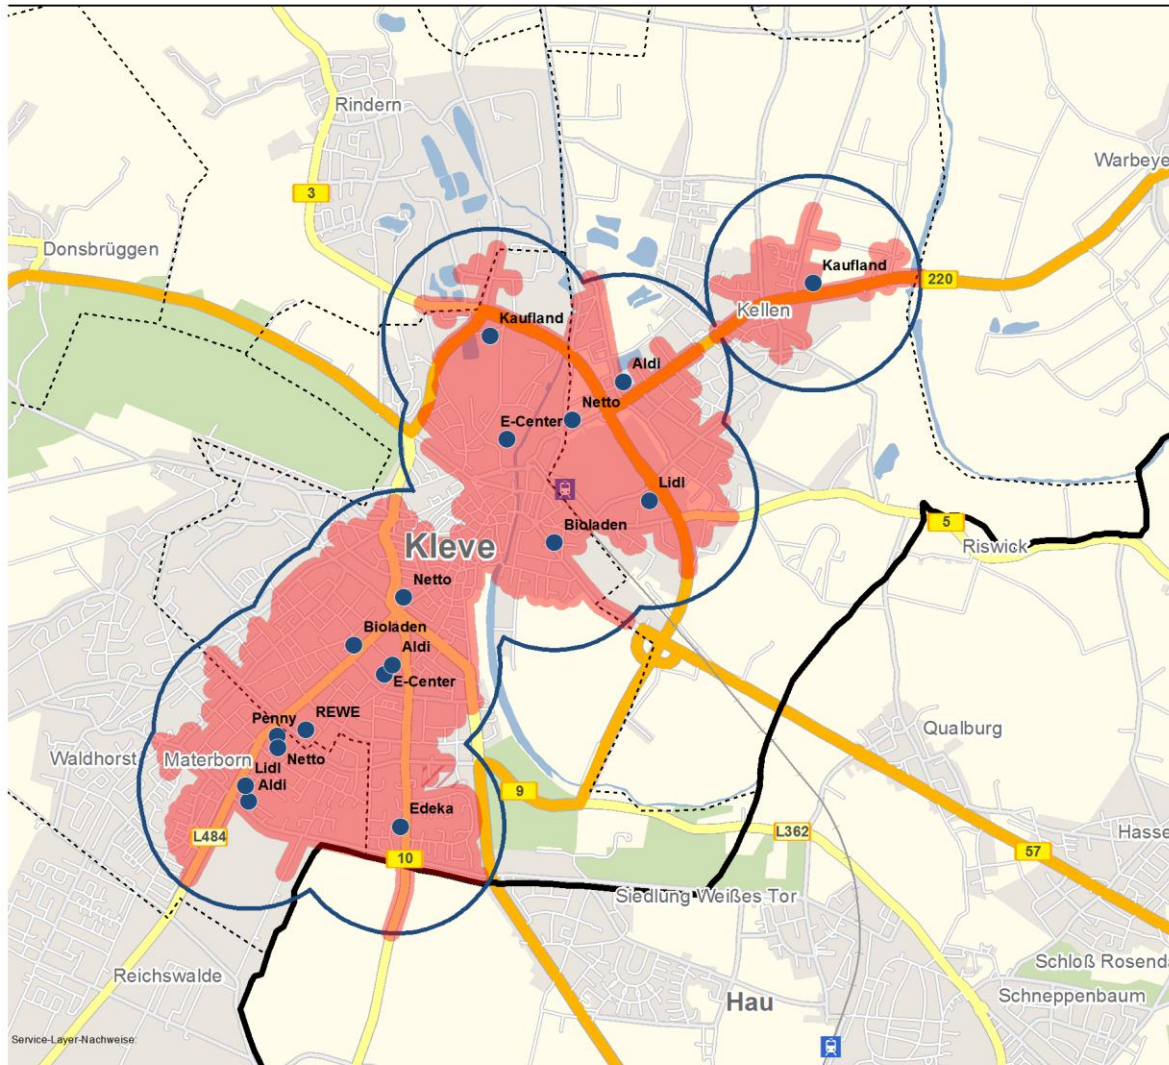 Rindern
Warbeye
3
Donsbrüggen
Kaufland
220
Kellen
Kaufland
Aldi
Netto
E-Center
Lidl
Bioladen
5
Riswick
Kleve
Netto
Bioladen
Aldi
E-Center
REWE
Penny
Netto
Waldhorst
Materborn
Lidl
Aldi
Qualburg
9
Edeka
L484
L362
Hasse
10
57
Siedlung Weißes Tor
Reichswalde
Schloß Rosenda
Schneppenbaum
Hau
Service-Layer-Nachweise: